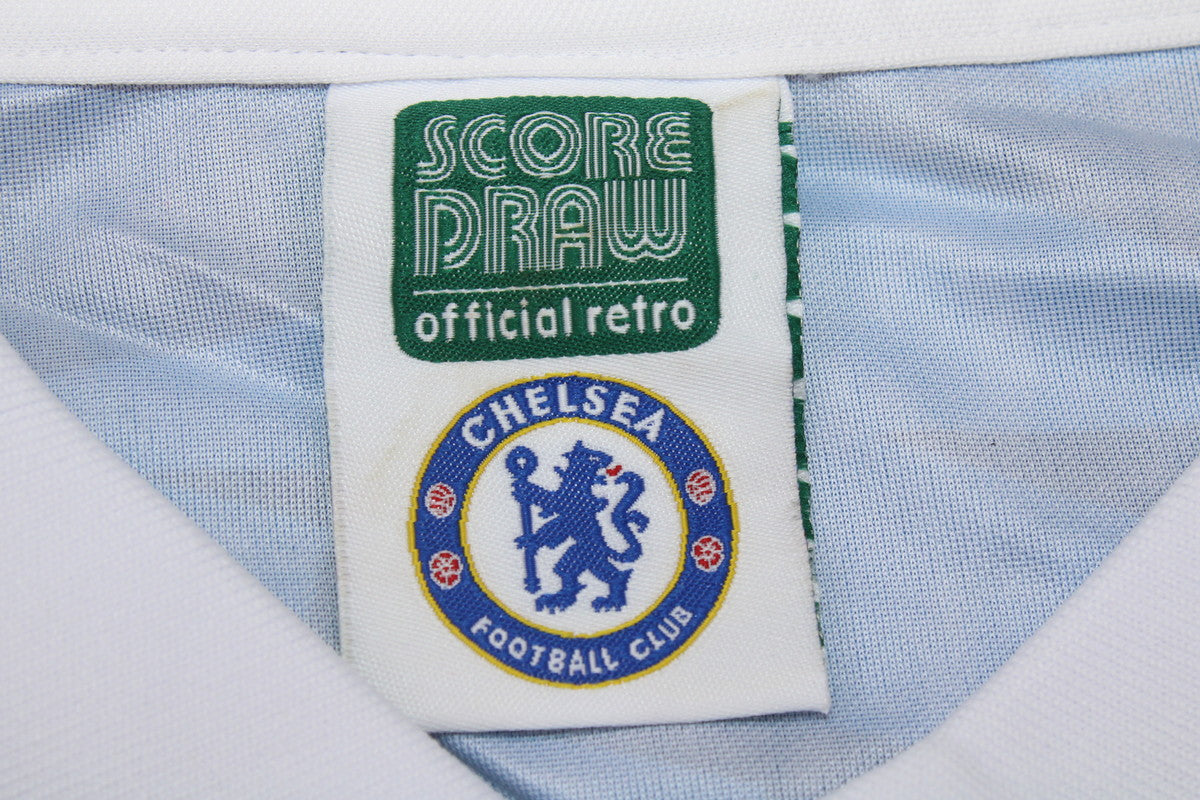 SCORE
DRAW
official retro
CHELSEA
FOOTBALL CLUB